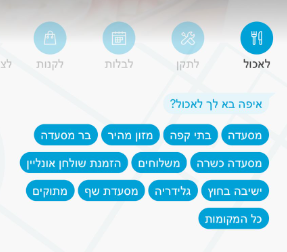 לאכול לתקן לבלות לקנות לצ
איפה בא לך לאכול?
מסעדה בתי קפה מזון מהיר בר מסעדה
מסעדה כשרה משלוחים הזמנת שולחן אונליין
ישיבה בחוץ גלידריה מסעדת שף מתוקים
כל המקומות